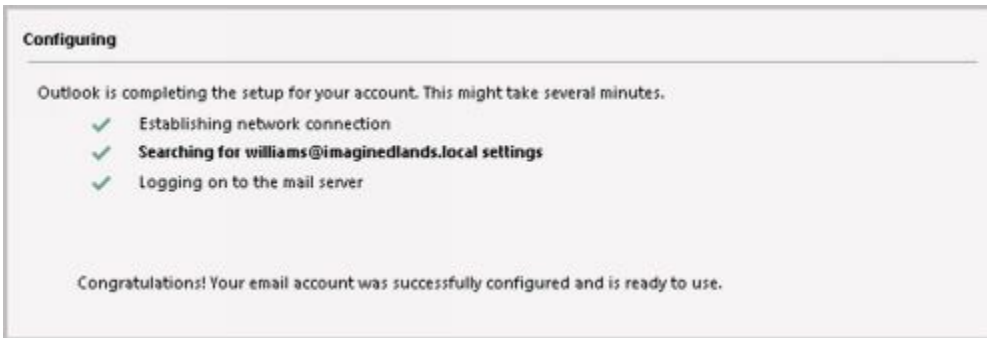 Configuring
Outlook is completing the setup for your account. This might take several minutes.
Establishing network connection
Searching for williams@imaginedlands.local settings
Logging on to the mail server
Congratulations! Your email account was successfully configured and is ready to use.